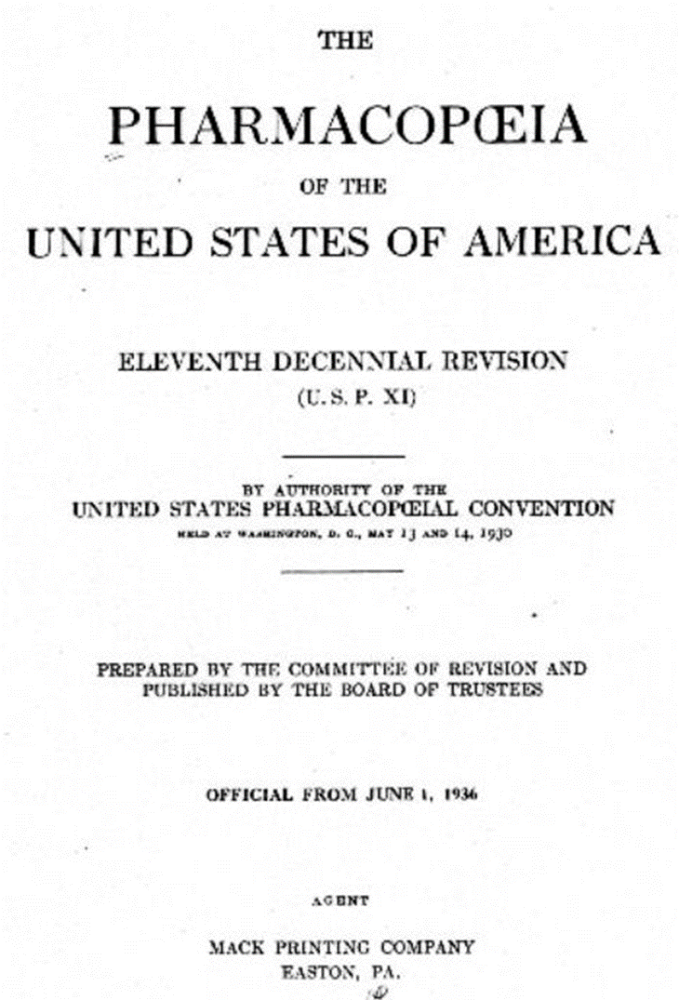 THE
PHARMACOPŒIA
OF THE
UNITED STATES OF AMERICA
ELEVENTH DECENNIAL REVISION
(U. S. P. XI)
BY AUTHORITY OF THE
UNITED STATES PHARMACOPŒIAL CONVENTION
HELD AT WASHINGTON, D. C., MAY 13 AND 14, 1930
PREPARED BY THE COMMITTEE OF REVISION AND
PUBLISHED BY THE BOARD OF TRUSTEES
OFFICIAL FROM JUNE 1, 1936
AGENT
MACK PRINTING COMPANY
EASTON, PA.